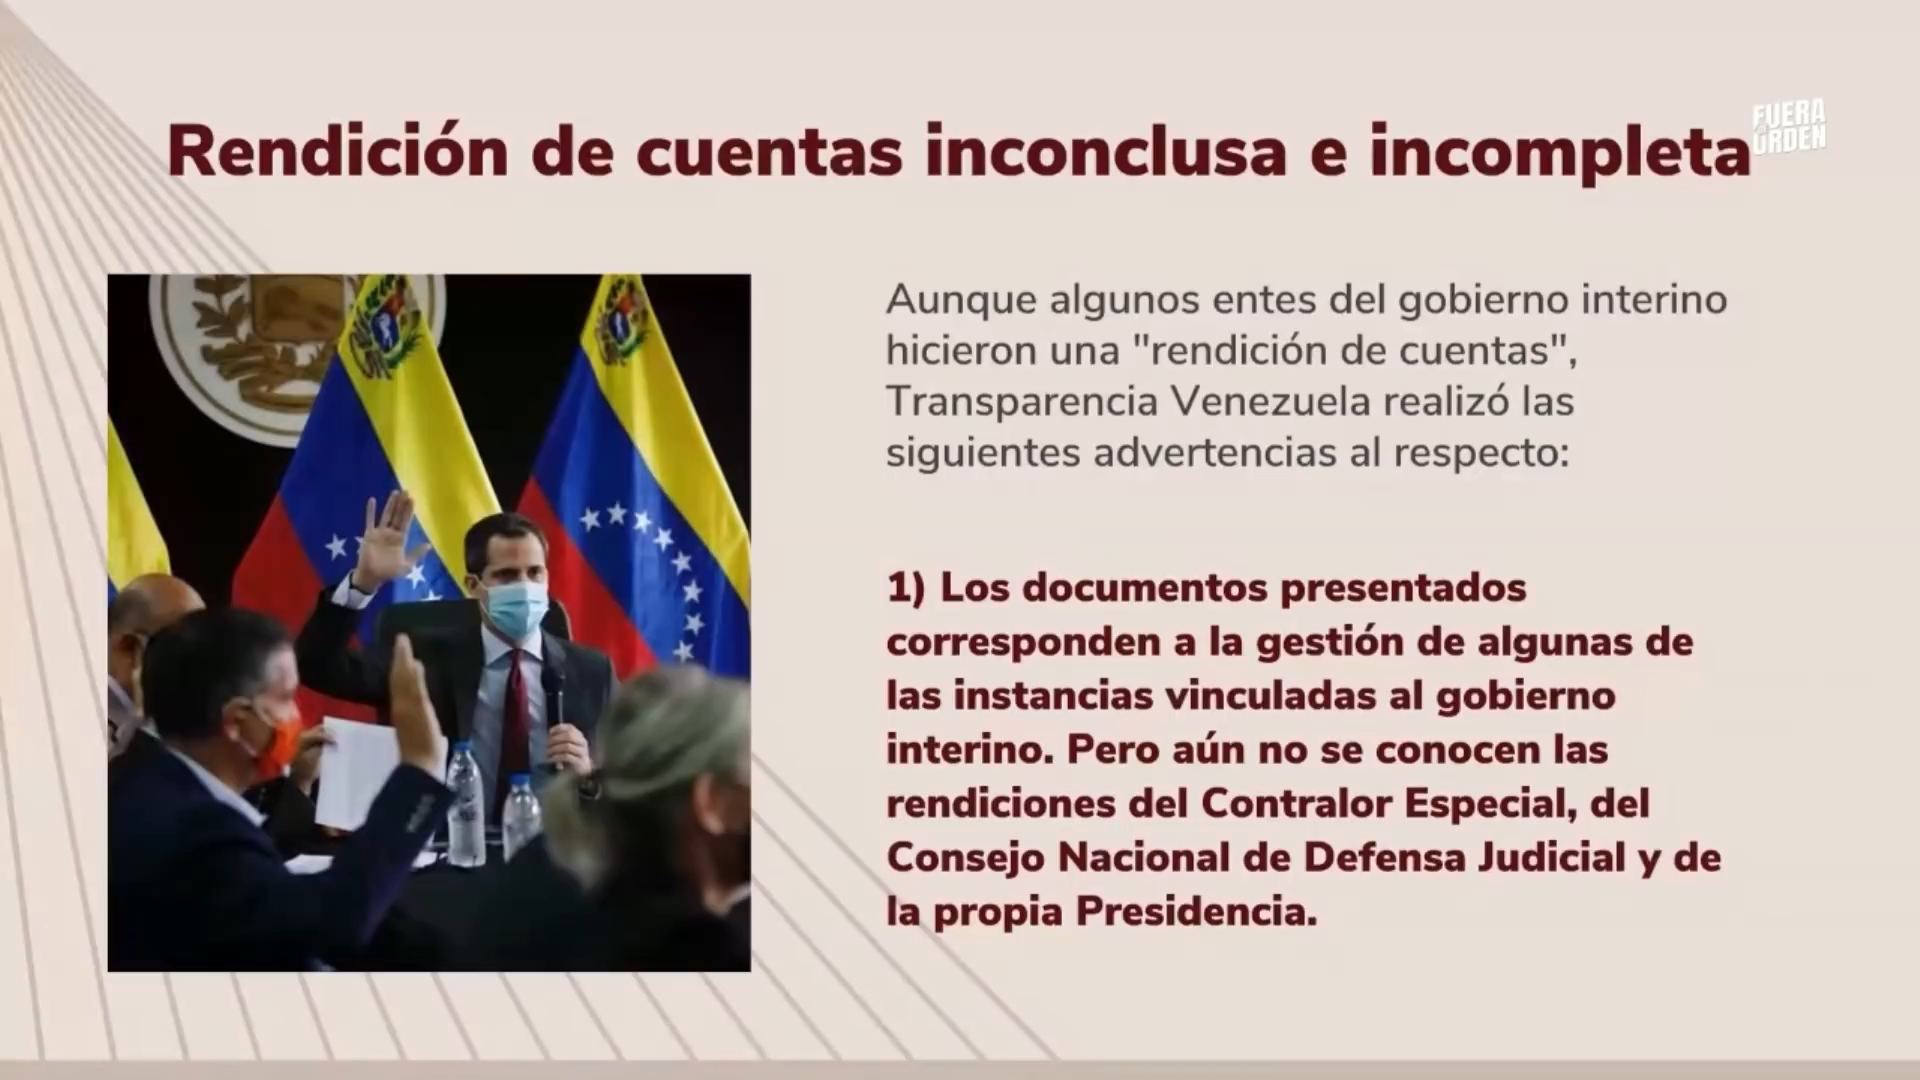 Rendición de cuentas inconclusa e incompleta
FUERA
ORDEN
Aunque algunos entes del gobierno interino
hicieron una "rendición de cuentas",
Transparencia Venezuela realizó las
siguientes advertencias al respecto:
1) Los documentos presentados
corresponden a la gestión de algunas de
las instancias vinculadas al gobierno
interino. Pero aún no se conocen las
rendiciones del Contralor Especial, del
Consejo Nacional de Defensa Judicial y de
la propia Presidencia.